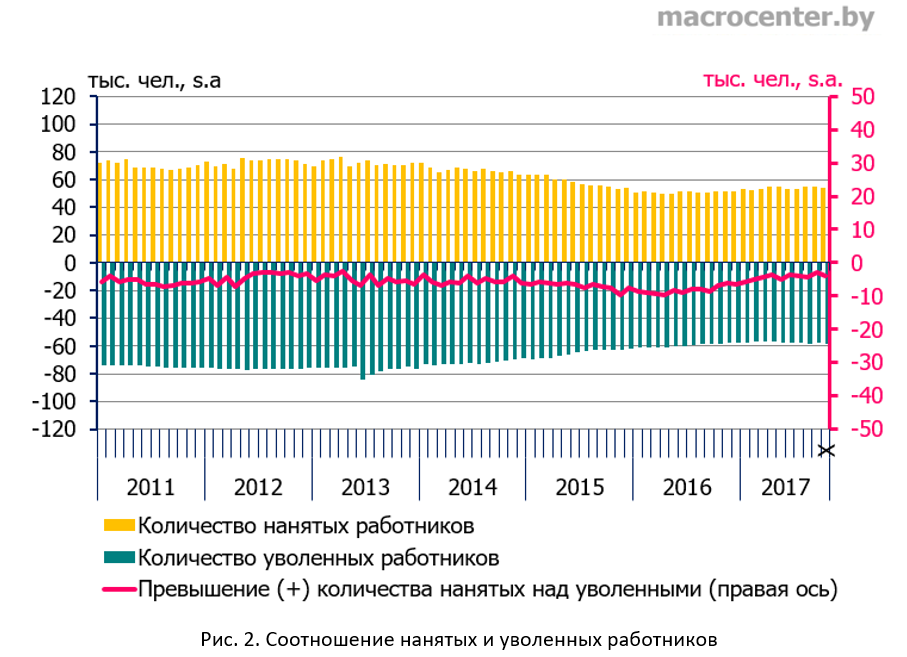 macrocenter.by
тыс. чел., s.a
тыс. чел., s.a.
120
100
80
60
40
20
0
-20
-40
-60
-80
-100
-120
50
40
30
20
10
0
-10
-20
-30
-40
-50
X
2011 2012 2013 2014 2015 2016 2017
Количество нанятых работников
Количество уволенных работников
Превышение (+) количества нанятых над уволенными (правая ось)
Рис. 2. Соотношение нанятых и уволенных работников